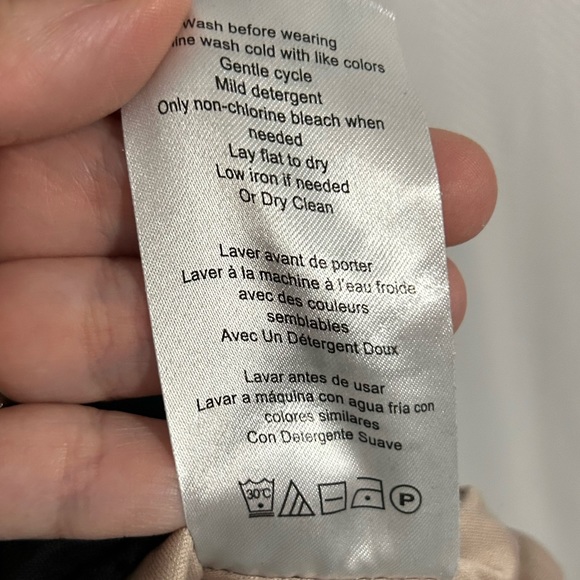 Wash before wearing
ine wash cold with like colors
Gentle cycle
Mild detergent
Only non-chlorine bleach when
needed
Lay flat to dry
Low iron if needed
Or Dry Clean
Laver avant de porter
Laver à la machine à l'eau froide
avec des couleurs
semblables
Avec Un Détergent Doux
Lavar antes de usar
Lavar a máquina con agua fria con
colores similares
Con Detergente Suave
30°C
P